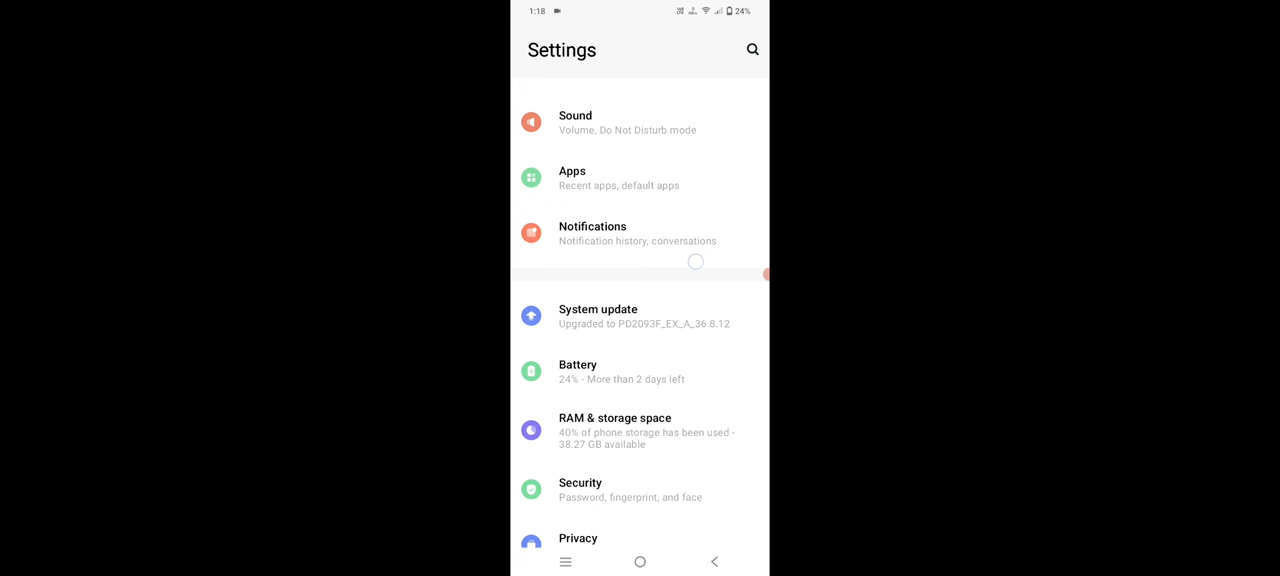 1:18
24%
Settings
Sound
Volume, Do Not Disturb mode
Apps
Recent apps, default apps
Notifications
Notification history, conversations
System update
Upgraded to PD2093F_EX_A_36.8.12
Battery
24% - More than 2 days left
RAM & storage space
40% of phone storage has been used -
38.27 GB available
Security
Password, fingerprint, and face
Privacy